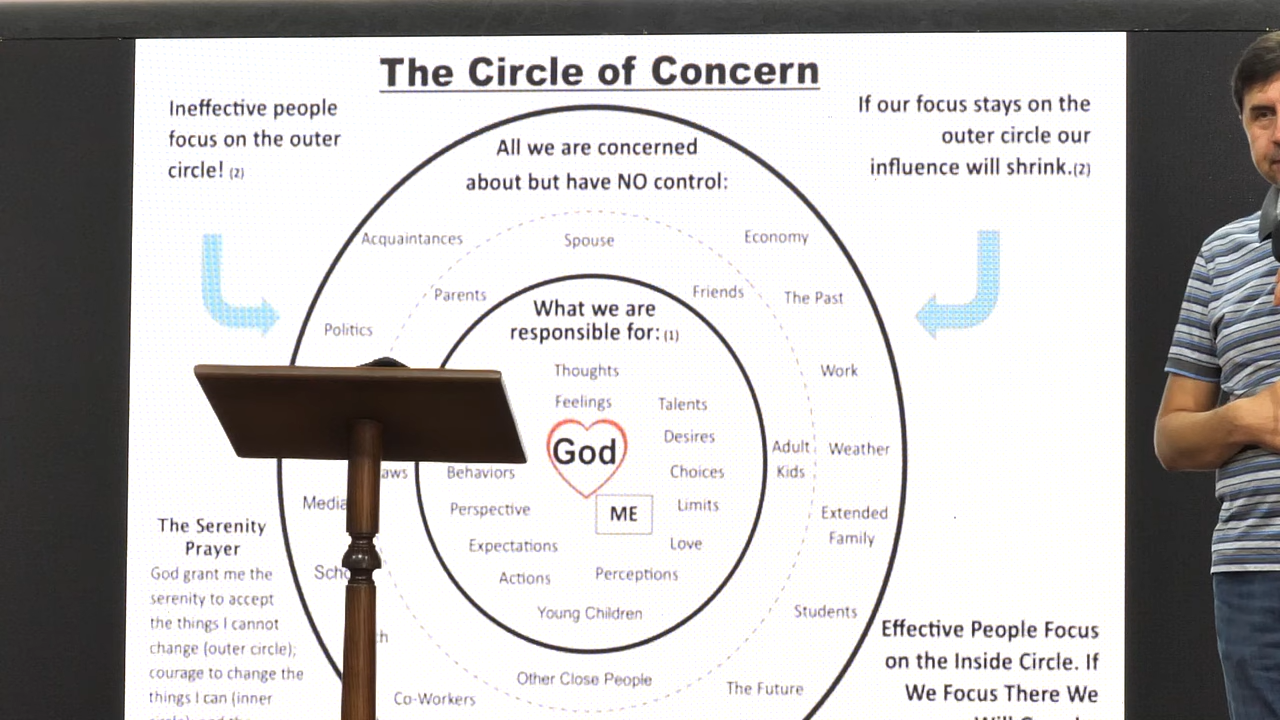 The Circle of Concern
Ineffective people
focus on the outer
circle! (2)
If our focus stays on the
outer circle our
influence will shrink.(2)
All we are concerned
about but have NO control:
Acquaintances
Spouse
Economy
Parents
Friends
The Past
Politics
What we are
responsible for: (1)
Thoughts
Work
Feelings
Talents
God
Desires
Adult
Kids
Weather
aws
Behaviors
Choices
Media
Perspective
ME
Limits
Extended
Family
Expectations
Love
Actions
Perceptions
Young Children
Students
Other Close People
Co-Workers
The Future
The Serenity
Prayer
God grant me the
serenity to accept
the things I cannot
change (outer circle);
courage to change the
things I can (inner
Effective People Focus
on the Inside Circle. If
We Focus There We